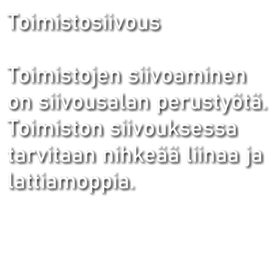 Toimistosiivous
Toimistojen siivoaminen
on siivousalan perustyötä.
Toimiston siivouksessa
tarvitaan nihkeää liinaa ja
lattiamoppia.